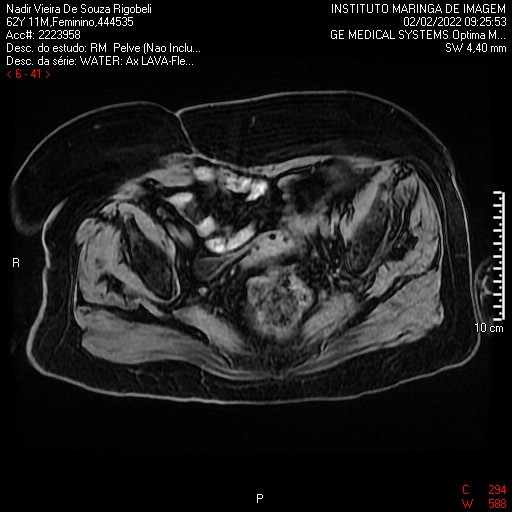 Nadir Vieira De Souza Rigobeli
62Y 11M,Feminino,444535
Acc#: 2223958
Desc. do estudo: RM  Pelve (Nao Inclu...
Desc. da série: WATER: Ax LAVA-Fle...
< 6 - 41 >
INSTITUTO MARINGA DE IMAGEM
02/02/2022 09:25:53
GE MEDICAL SYSTEMS Optima M...
SW 4,40 mm
R
10 cm
P
C 294
W 588